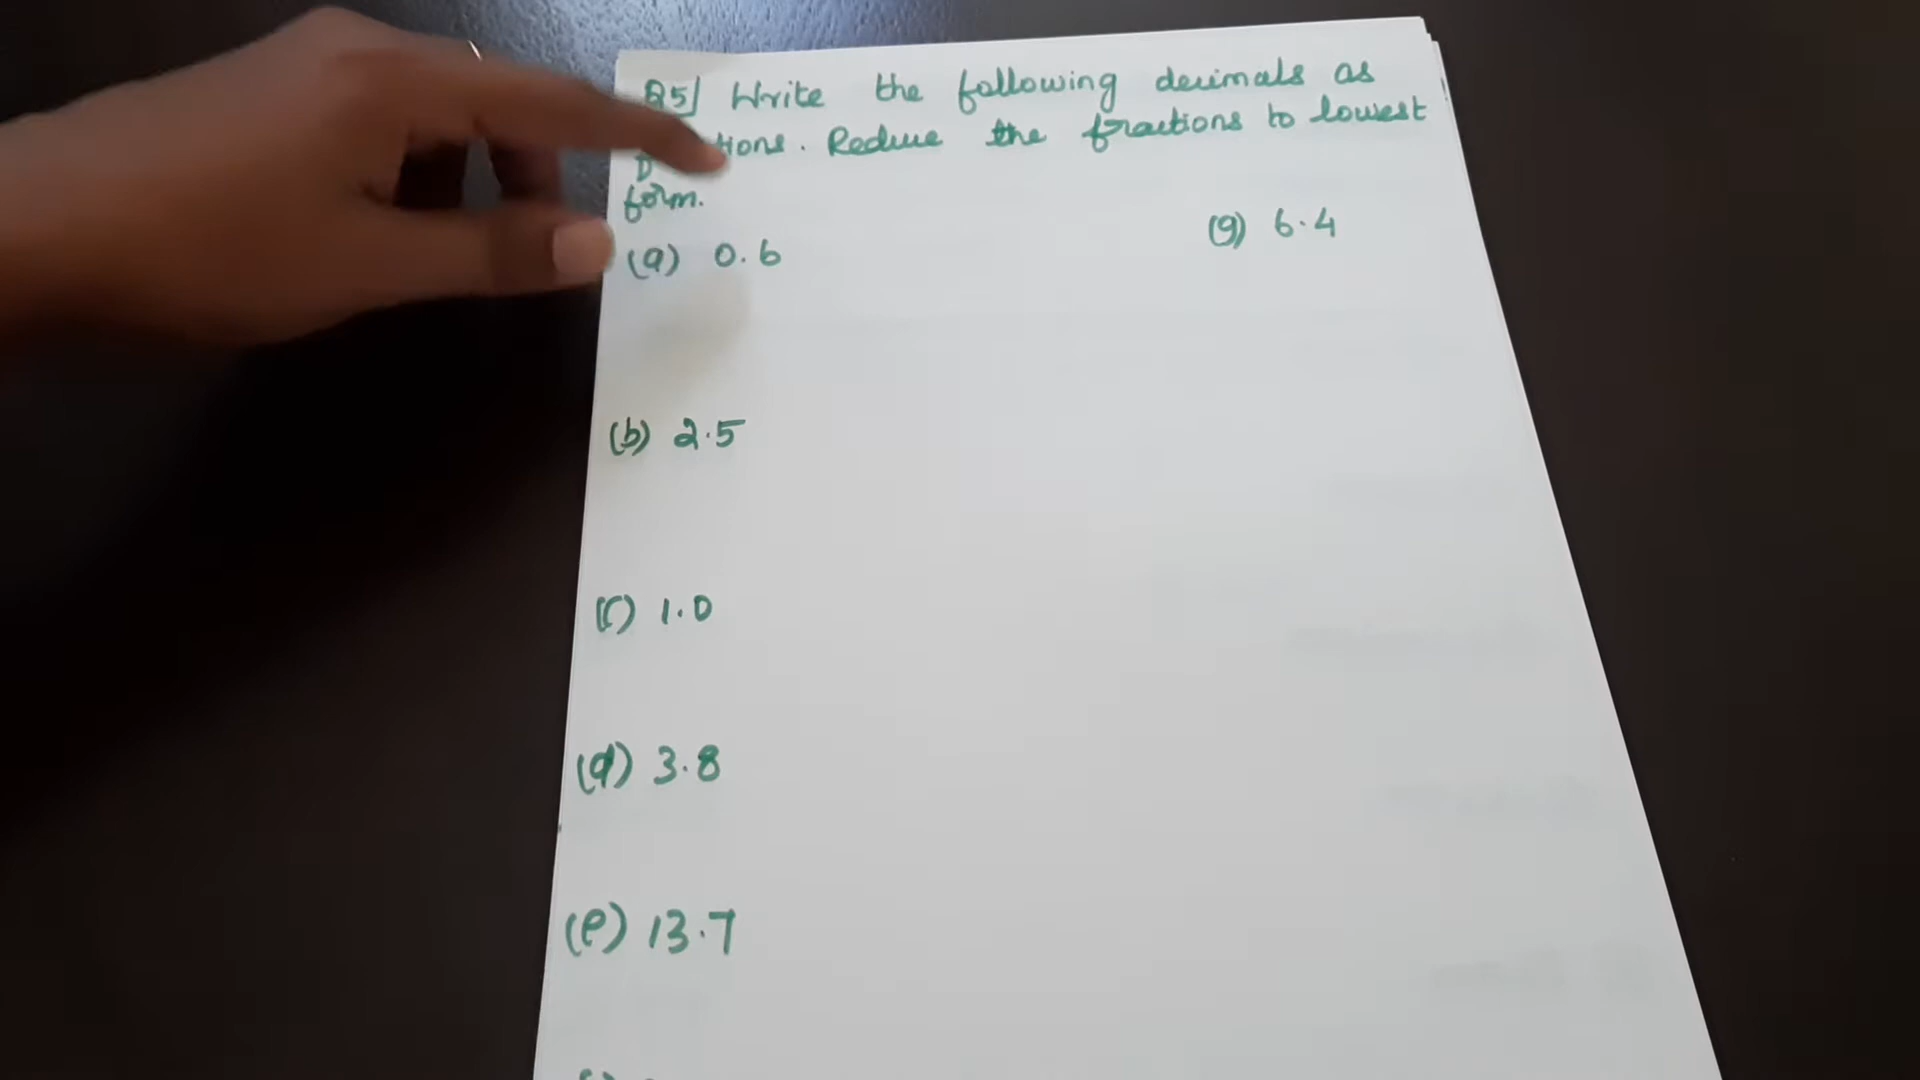 Q5) Write the following decimals as
tions. Reduce the fractions to lowest
form.
(a) 0.6
(g) 6.4
(b) 2.5
(c) 1.0
(d) 3.8
(e) 13.7